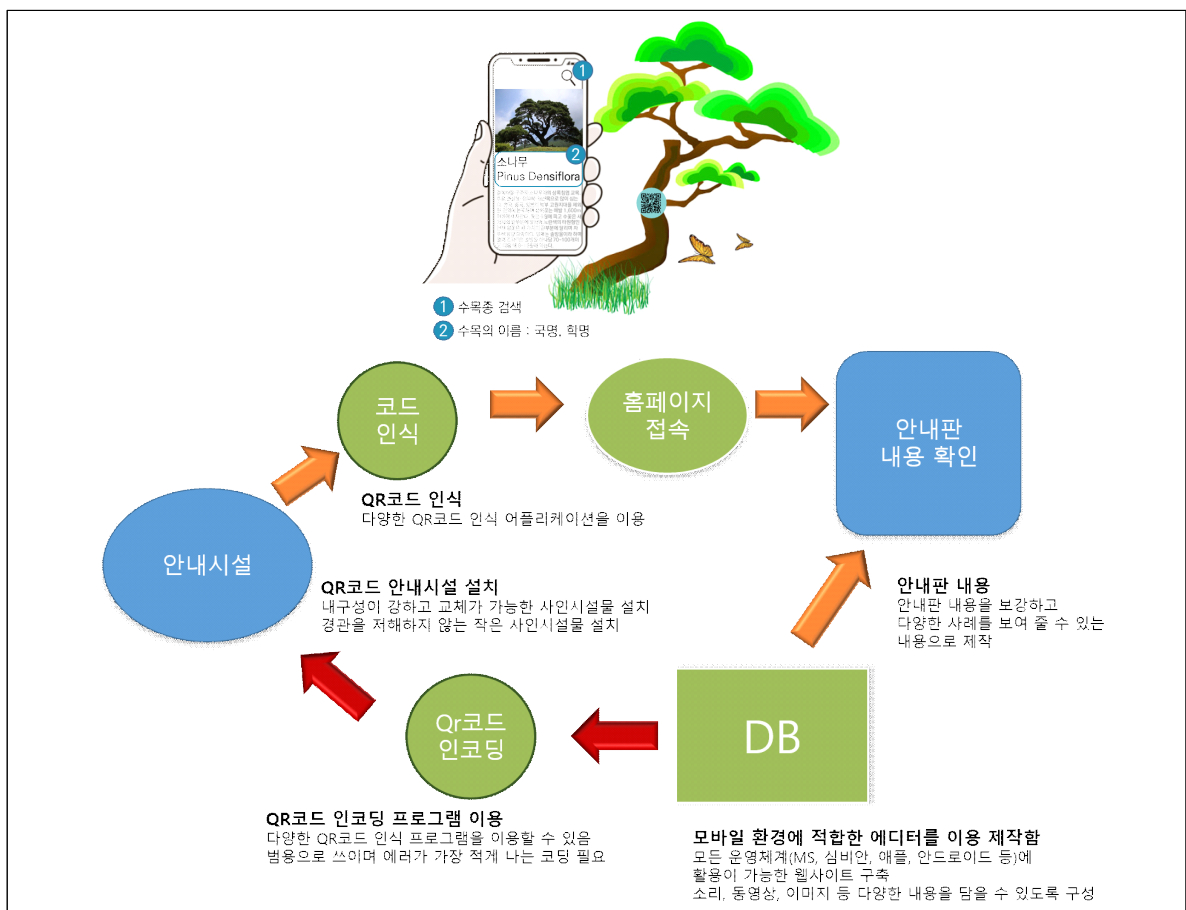 1
2
소나무
Pinus Densiflora
1 수목종 검색
2 수목의 이름 : 국명, 학명
코드
인식
홈페이지
접속
안내판
내용 확인
QR코드 인식
다양한 QR코드 인식 어플리케이션을 이용
안내시설
QR코드 안내시설 설치
내구성이 강하고 교체가 가능한 사인시설물 설치
경관을 저해하지 않는 작은 사인시설물 설치
안내판 내용
안내판 내용을 보강하고
다양한 사례를 보여 줄 수 있는
내용으로 제작
Qr코드
인코딩
DB
QR코드 인코딩 프로그램 이용
다양한 QR코드 인식 프로그램을 이용할 수 있음
범용으로 쓰이며 에러가 가장 적게 나는 코딩 필요
모바일 환경에 적합한 에디터를 이용 제작함
모든 운영체계(MS, 심비안, 애플, 안드로이드 등)에
활용이 가능한 웹사이트 구축
소리, 동영상, 이미지 등 다양한 내용을 담을 수 있도록 구성